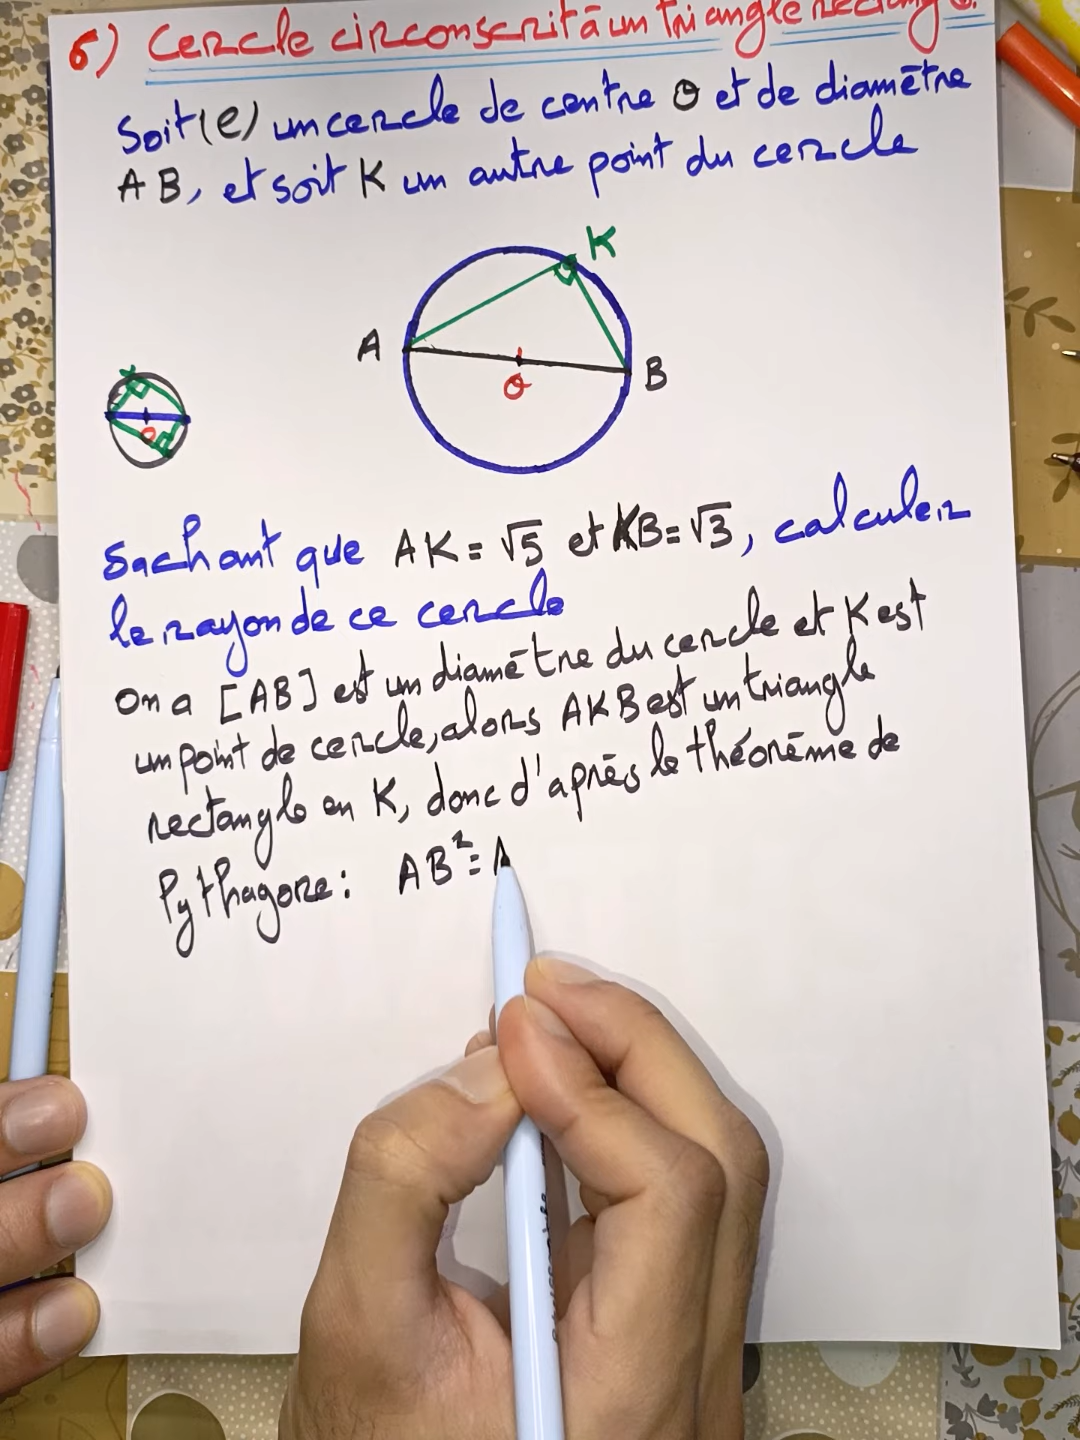 6) Cercle circonscrit à un triangle rectangle.
Soit (C) un cercle de centre O et de diamètre
AB, et soit K un autre point du cercle
K
A
O
B
O
Sachant que AK = √5 et KB = √3, calculer
le rayon de ce cercle
On a [AB] est un diamètre du cercle et K est
un point de cercle, alors AKB est un triangle
rectangle en K, donc d'après le théorème de
Pythagore : AB² = A